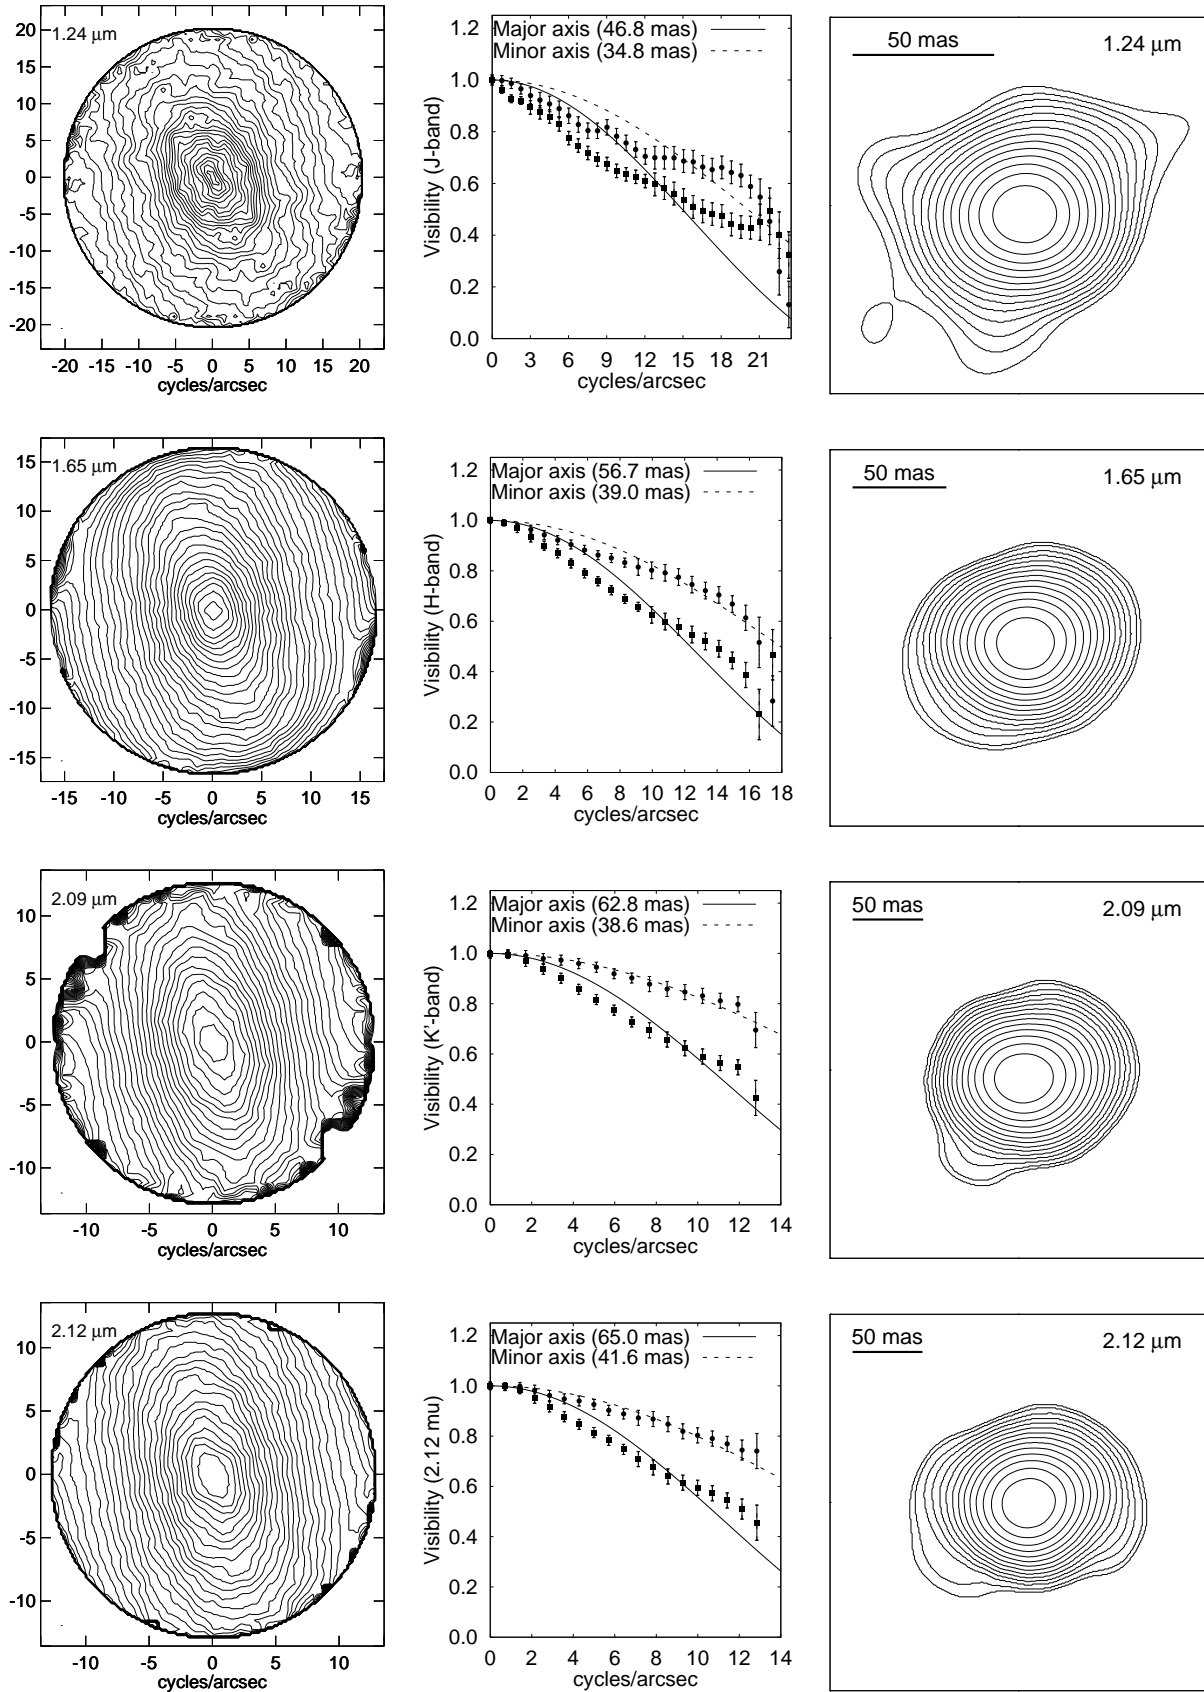 1.24 μm
20
15
10
5
0
-5
-10
-15
-20
-20 -15 -10 -5 0 5 10 15 20
cycles/arcsec
Major axis (46.8 mas)
Minor axis (34.8 mas)
Visibility (J-band)
1.2
1.0
0.8
0.6
0.4
0.2
0.0
0 3 6 9 12 15 18 21
cycles/arcsec
50 mas 1.24 μm
1.65 μm
15
10
5
0
-5
-10
-15
-15 -10 -5 0 5 10 15
cycles/arcsec
Major axis (56.7 mas)
Minor axis (39.0 mas)
Visibility (H-band)
1.2
1.0
0.8
0.6
0.4
0.2
0.0
0 2 4 6 8 10 12 14 16 18
cycles/arcsec
50 mas 1.65 μm
2.09 μm
10
5
0
-5
-10
-10 -5 0 5 10
cycles/arcsec
Major axis (62.8 mas)
Minor axis (38.6 mas)
Visibility (K'-band)
1.2
1.0
0.8
0.6
0.4
0.2
0.0
0 2 4 6 8 10 12 14
cycles/arcsec
50 mas 2.09 μm
2.12 μm
10
5
0
-5
-10
-10 -5 0 5 10
cycles/arcsec
Major axis (65.0 mas)
Minor axis (41.6 mas)
Visibility (2.12 mu)
1.2
1.0
0.8
0.6
0.4
0.2
0.0
0 2 4 6 8 10 12 14
cycles/arcsec
50 mas 2.12 μm